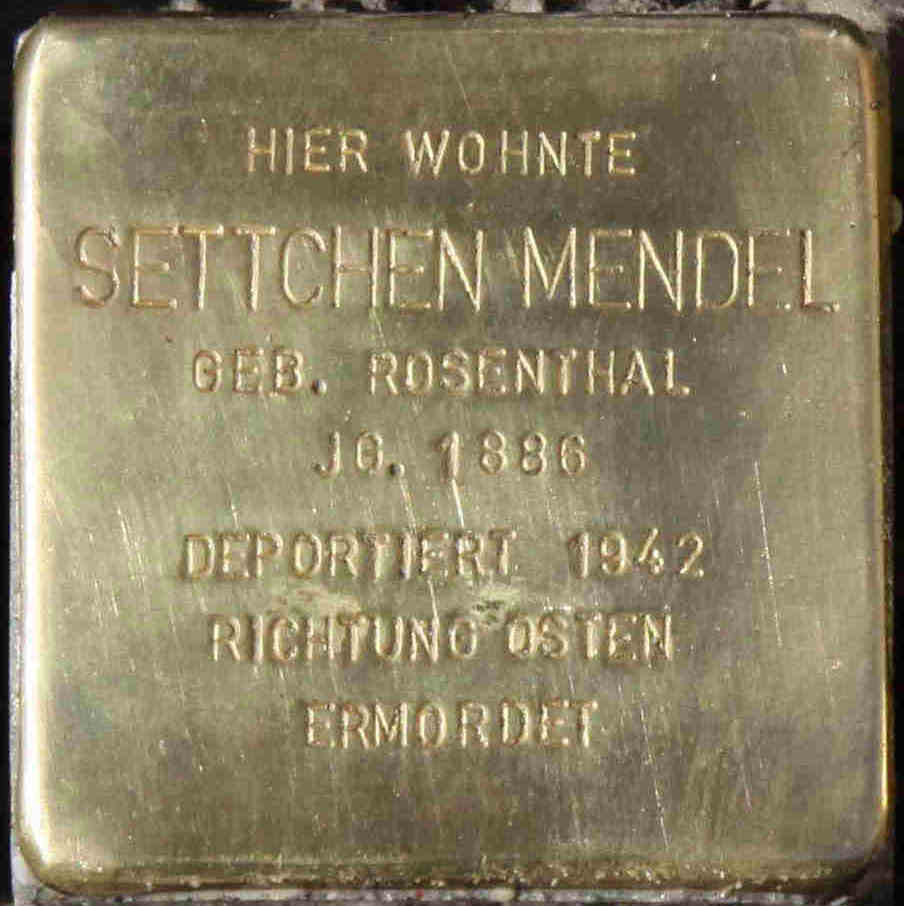 HIER WOHNTE
SETTCHEN MENDEL
GEB. ROSENTHAL
JG. 1886
DEPORTIERT 1942
RICHTUNG OSTEN
ERMORDET